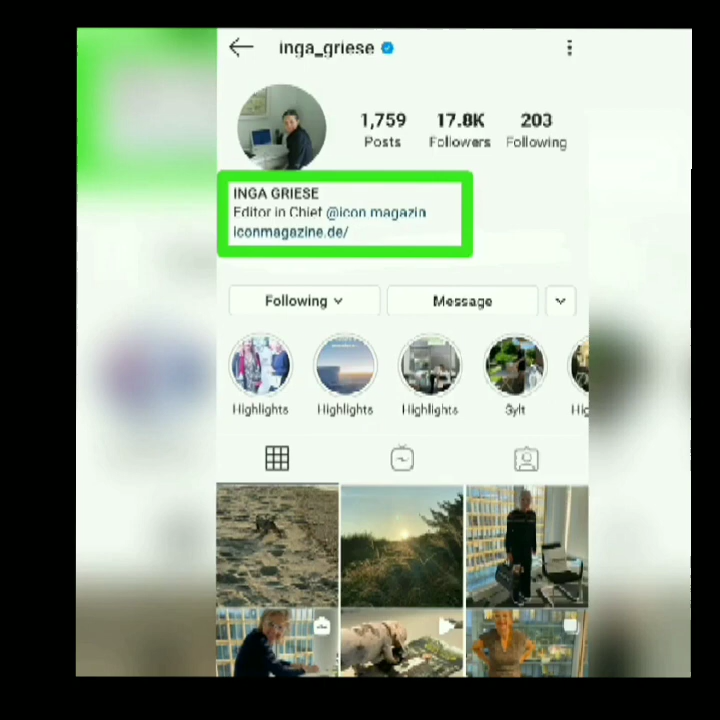 inga_griese
1,759 17.8K 203
Posts Followers Following
INGA GRIESE
Editor in Chief @icon magazin
iconmagazine.de/
Following Message
Highlights Highlights Highlights Sylt Hig